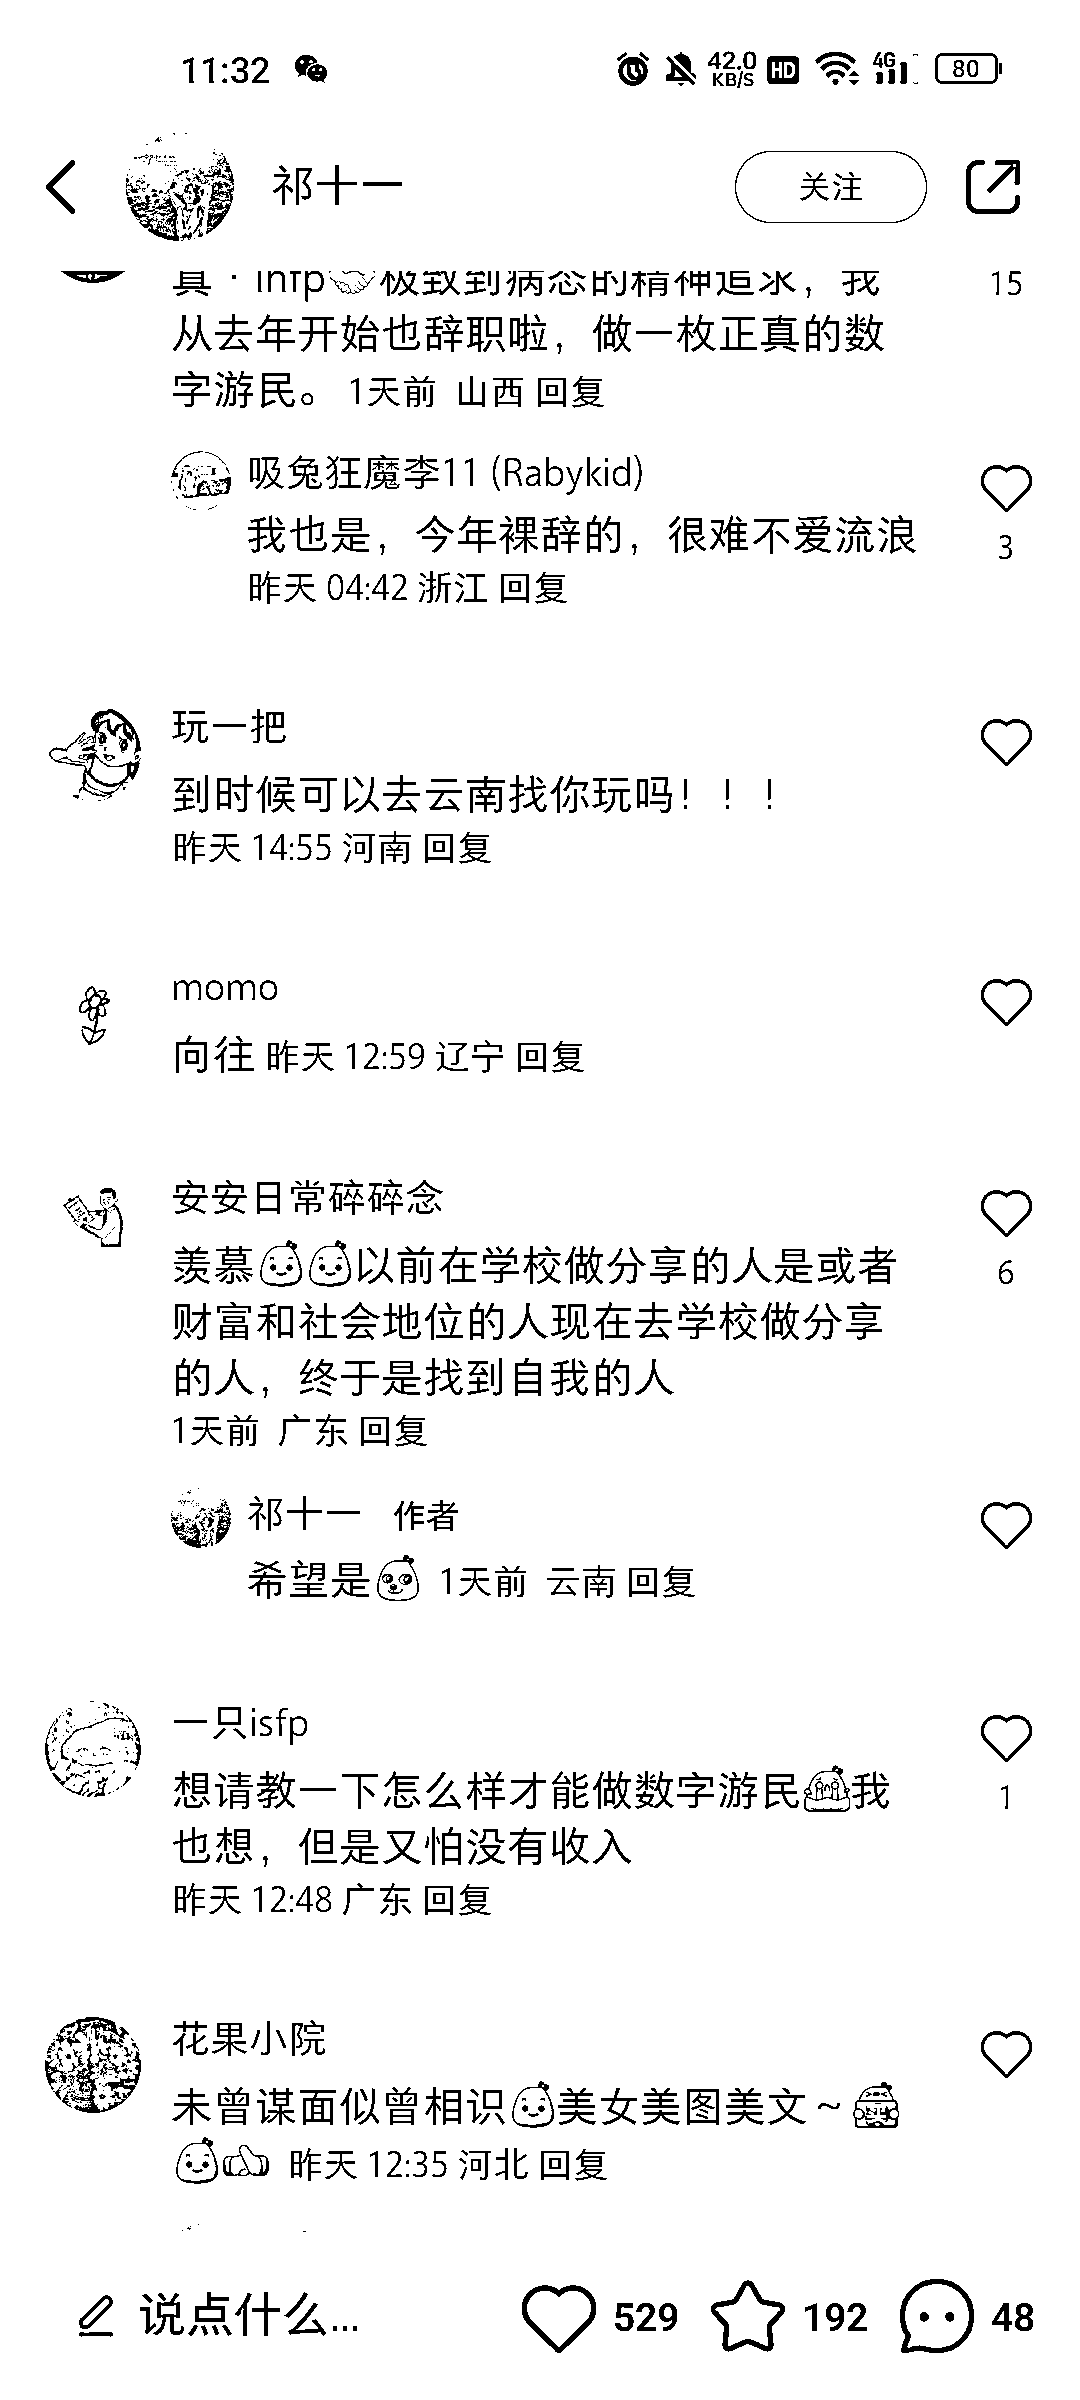 11:32 42.0 KB/S HD 4G 80
祁十一 关注
真·infp极致到病态的精神追求，我 15
从去年开始也辞职啦，做一枚正真的数
字游民。 1天前 山西 回复
吸兔狂魔李11 (Rabykid)
我也是，今年裸辞的，很难不爱流浪 3
昨天 04:42 浙江 回复
玩一把
到时候可以去云南找你玩吗！！！
昨天 14:55 河南 回复
momo
向往 昨天 12:59 辽宁 回复
安安日常碎碎念
羡慕以前在学校做分享的人是或者 6
财富和社会地位的人现在去学校做分享
的人，终于是找到自我的人
1天前 广东 回复
祁十一 作者
希望是 1天前 云南 回复
一只isfp
想请教一下怎么样才能做数字游民我 1
也想，但是又怕没有收入
昨天 12:48 广东 回复
花果小院
未曾谋面似曾相识美女美图美文~
昨天 12:35 河北 回复
说点什么... 529 192 48